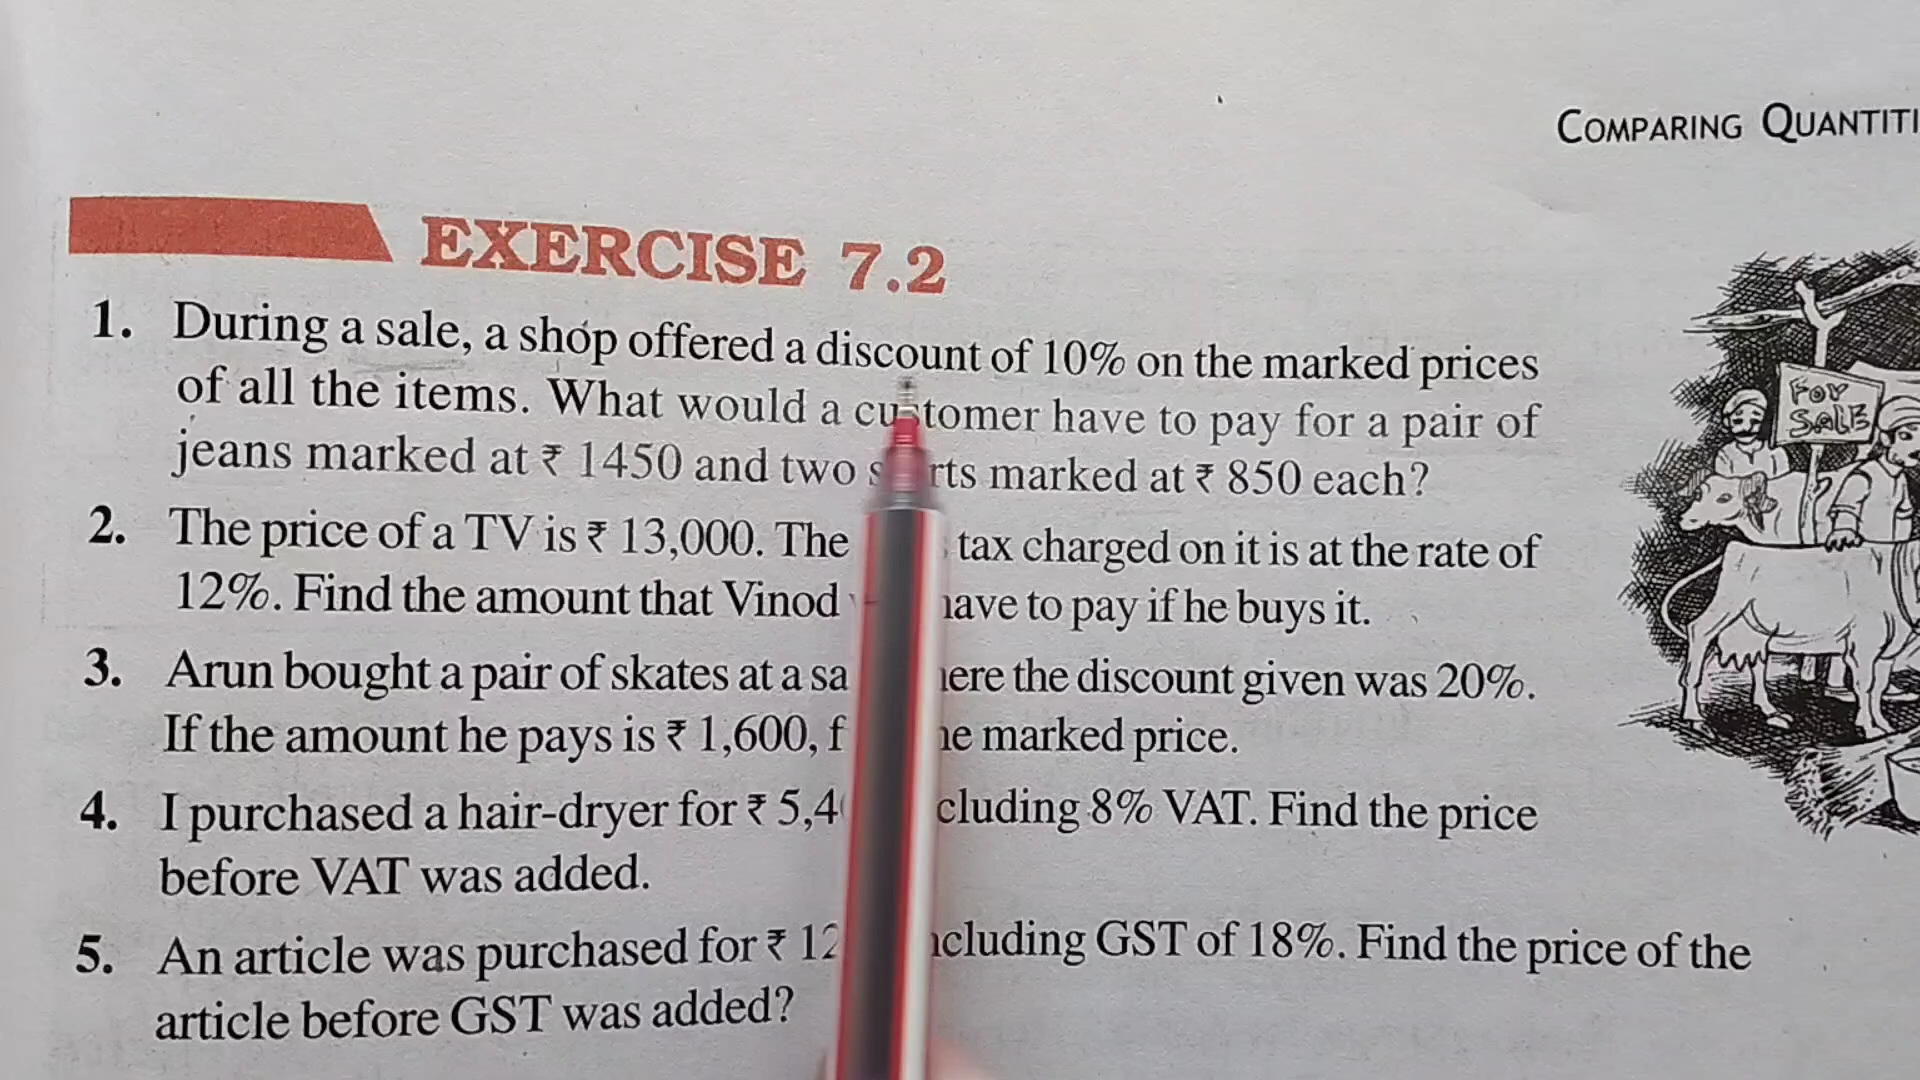 COMPARING QUANTITI
EXERCISE 7.2
1. During a sale, a shop offered a discount of 10% on the marked prices
of all the items. What would a customer have to pay for a pair of
jeans marked at ₹ 1450 and two marked at ₹ 850 each?
2. The price of a TV is ₹ 13,000. The tax charged on it is at the rate of
12%. Find the amount that Vinod have to pay if he buys it.
3. Arun bought a pair of skates at a the discount given was 20%.
If the amount he pays is ₹ 1,600, marked price.
4. I purchased a hair-dryer for ₹ 5,4 cluding 8% VAT. Find the price
before VAT was added.
5. An article was purchased for ₹ 12 cluding GST of 18%. Find the price of the
article before GST was added?
FOR
SALE